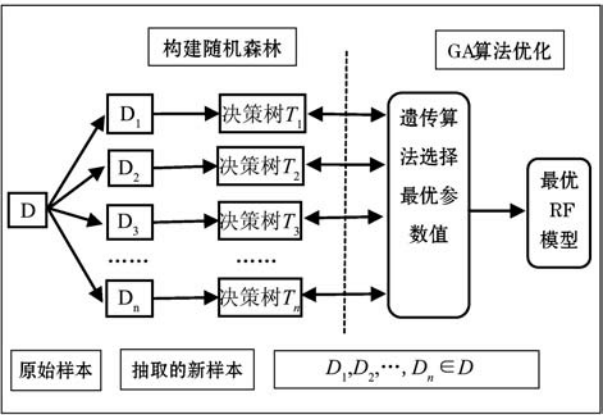 构建随机森林
GA算法优化
D
D1
决策树T1
D2
决策树T2
D3
决策树T3
……
……
Dn
决策树Tn
遗传算
法选择
最优参
数值
最优
RF
模型
原始样本
抽取的新样本
D1,D2,…, Dn∈D